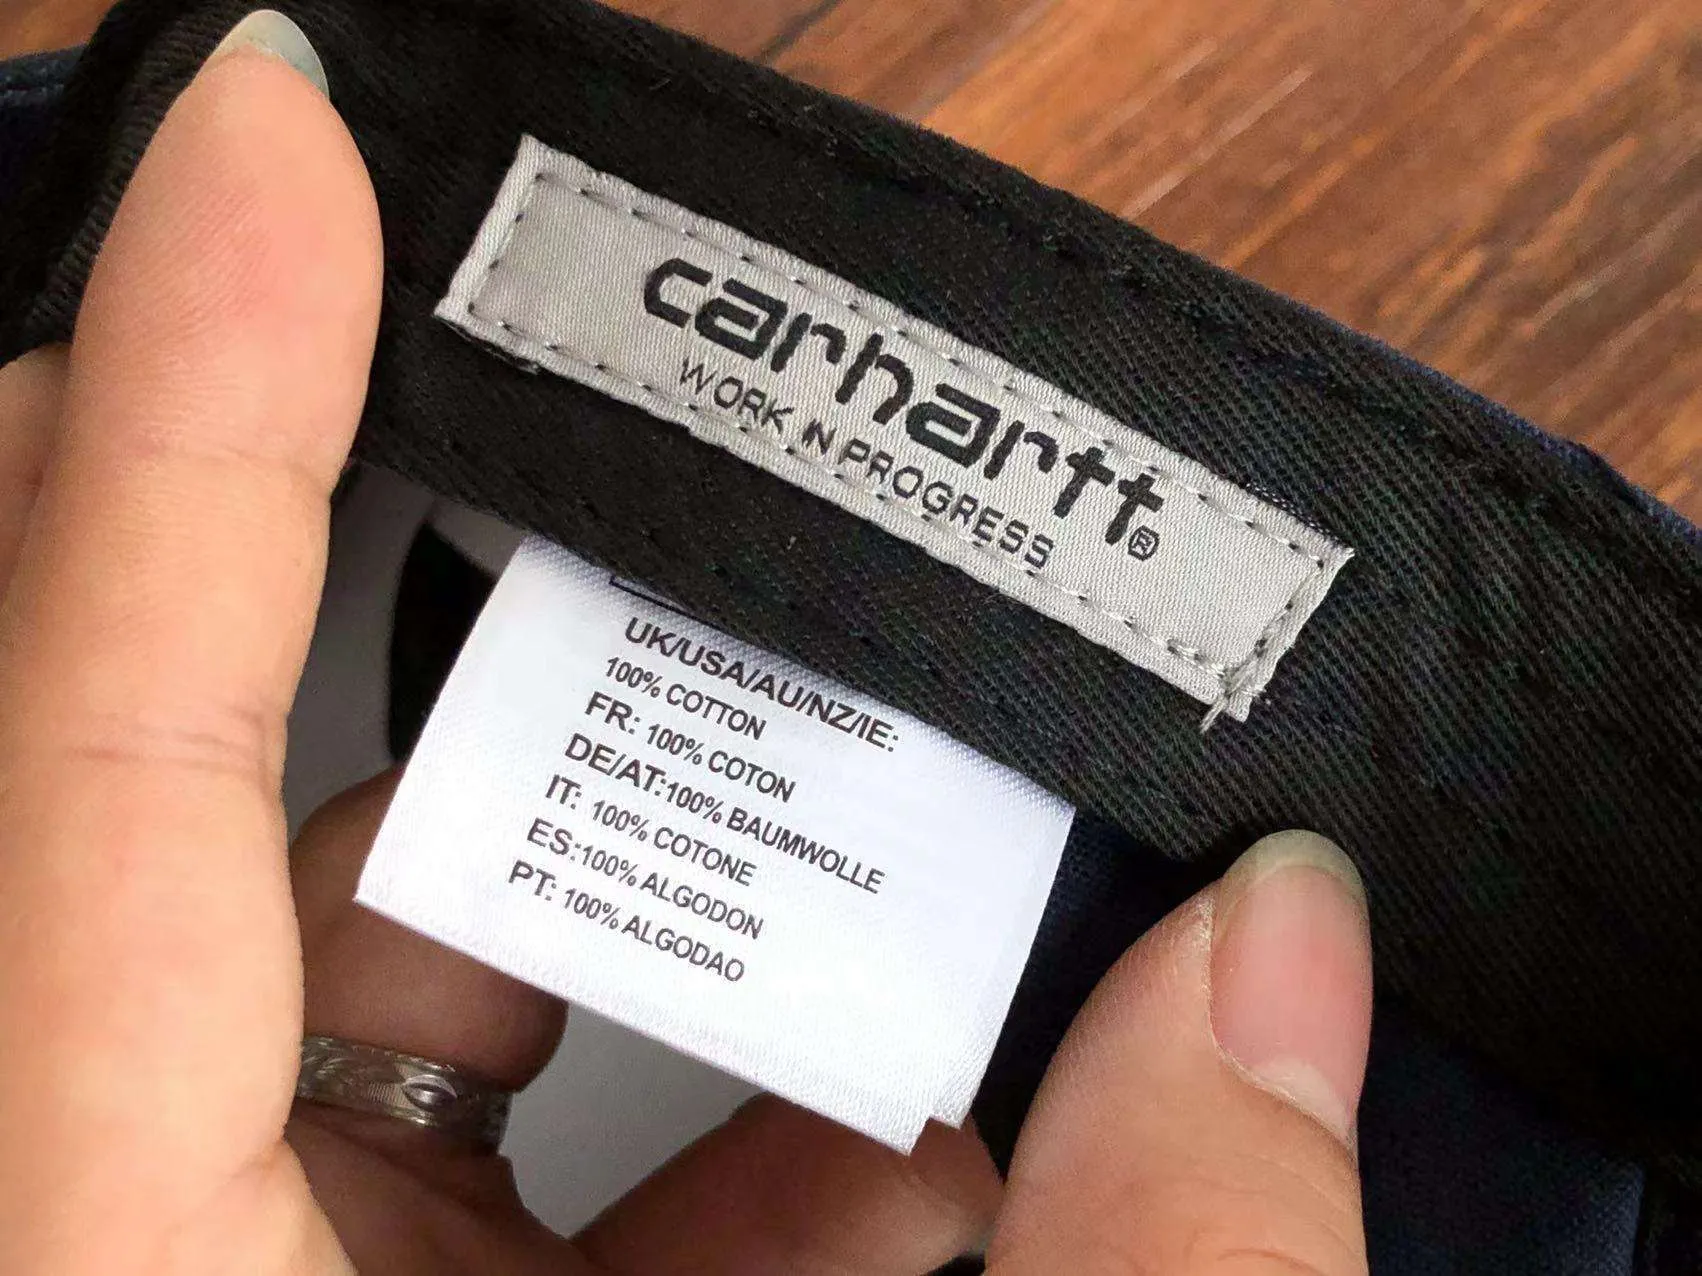 carhartt®
WORK IN PROGRESS
UK/USA/AU/NZ/IE:
100% COTTON
FR: 100% COTON
DE/AT:100% BAUMWOLLE
IT: 100% COTONE
ES:100% ALGODON
PT: 100% ALGODAO